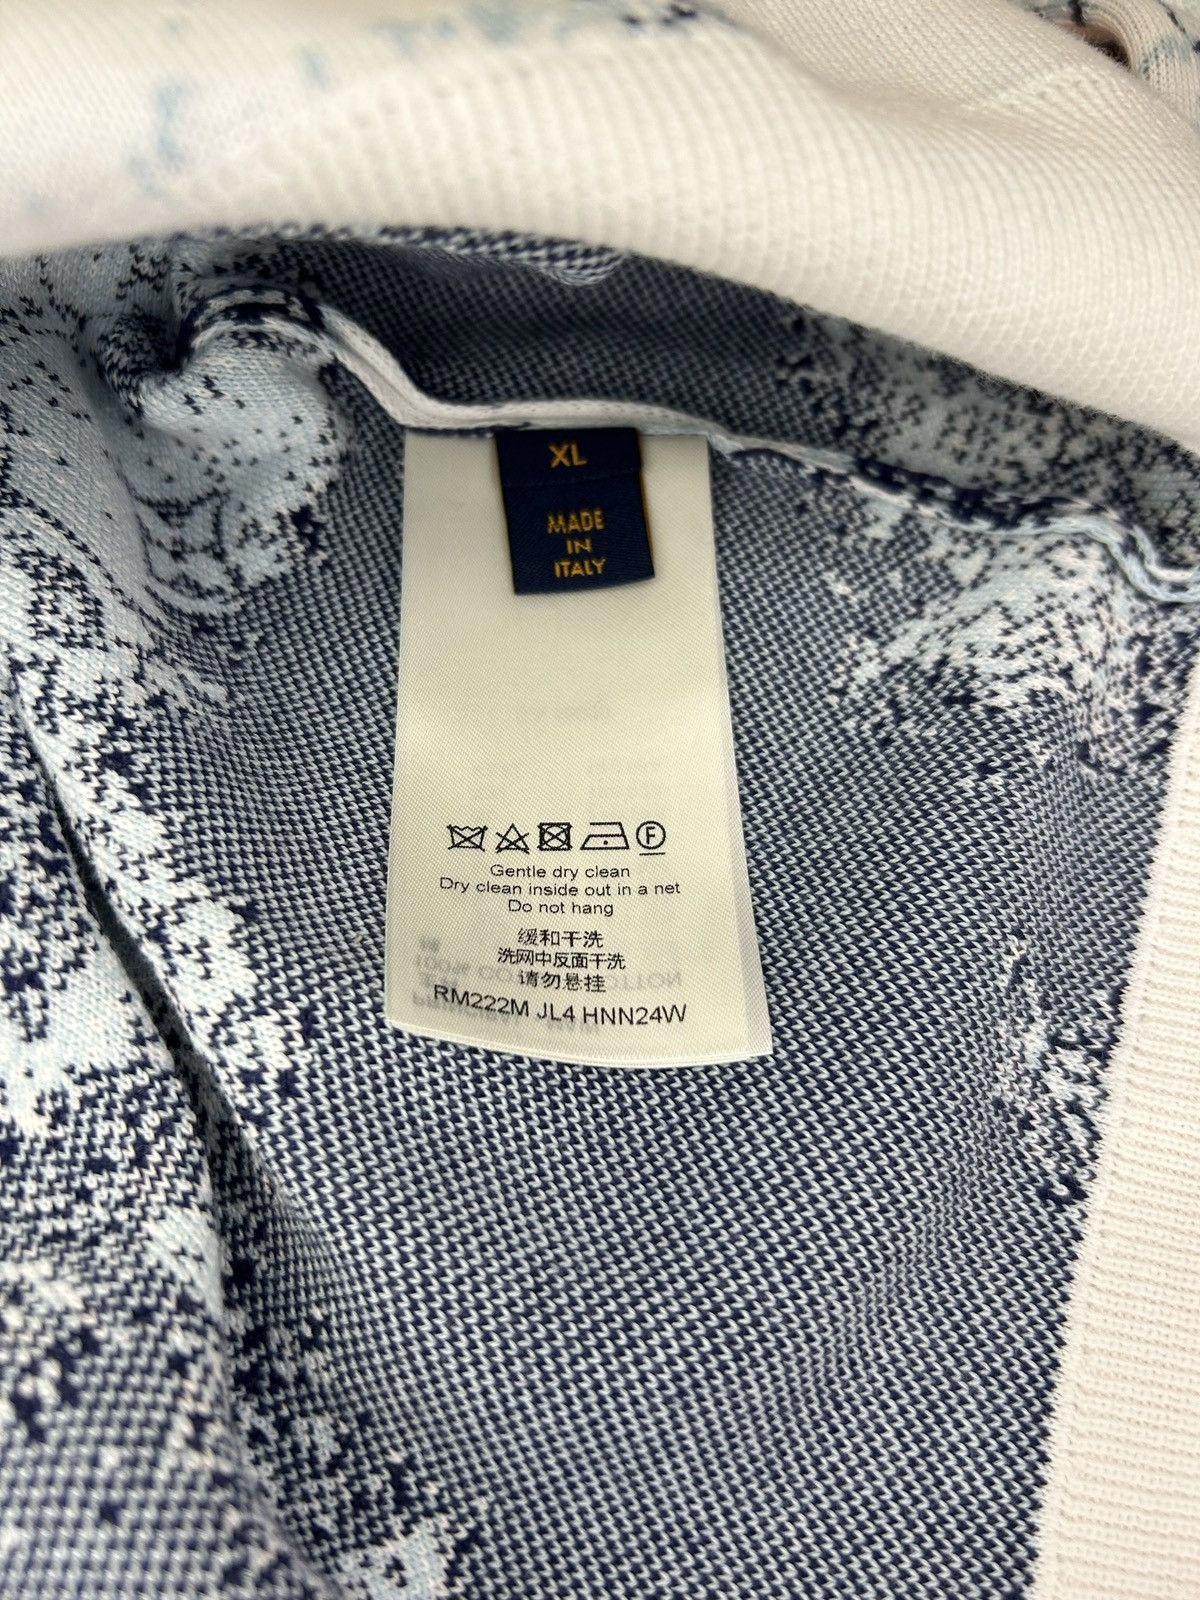 XL
MADE
IN
ITALY
F
Gentle dry clean
Dry clean inside out in a net
Do not hang
缓和干洗
洗网中反面干洗
请勿悬挂
RM222M JL4 HNN24W